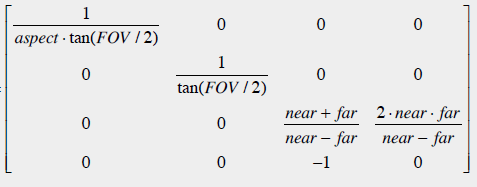 1 / (aspect · tan(FOV / 2)) 0 0 0
0 1 / tan(FOV / 2) 0 0
0 0 (near + far) / (near − far) (2 · near · far) / (near − far)
0 0 −1 0